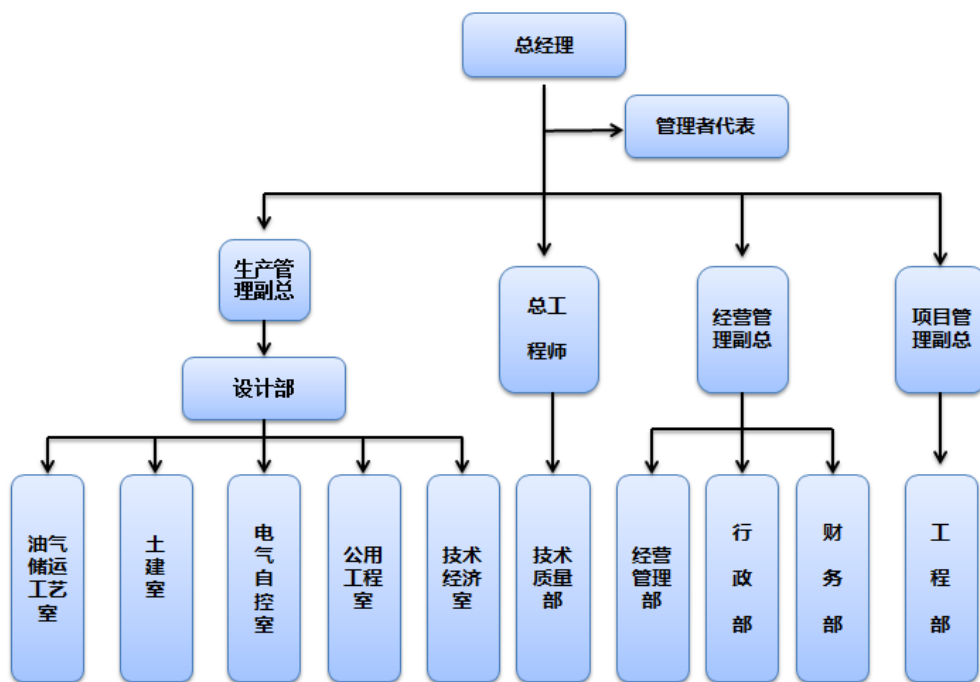 总经理
管理者代表
生产管
理副总
总工
程师
经营管
理副总
项目管
理副总
设计部
油气
储运
工艺
室
土
建
室
电
气
自
控
室
公用
工程
室
技术
经济
室
技术
质量
部
经营
管理
部
行
政
部
财
务
部
工
程
部